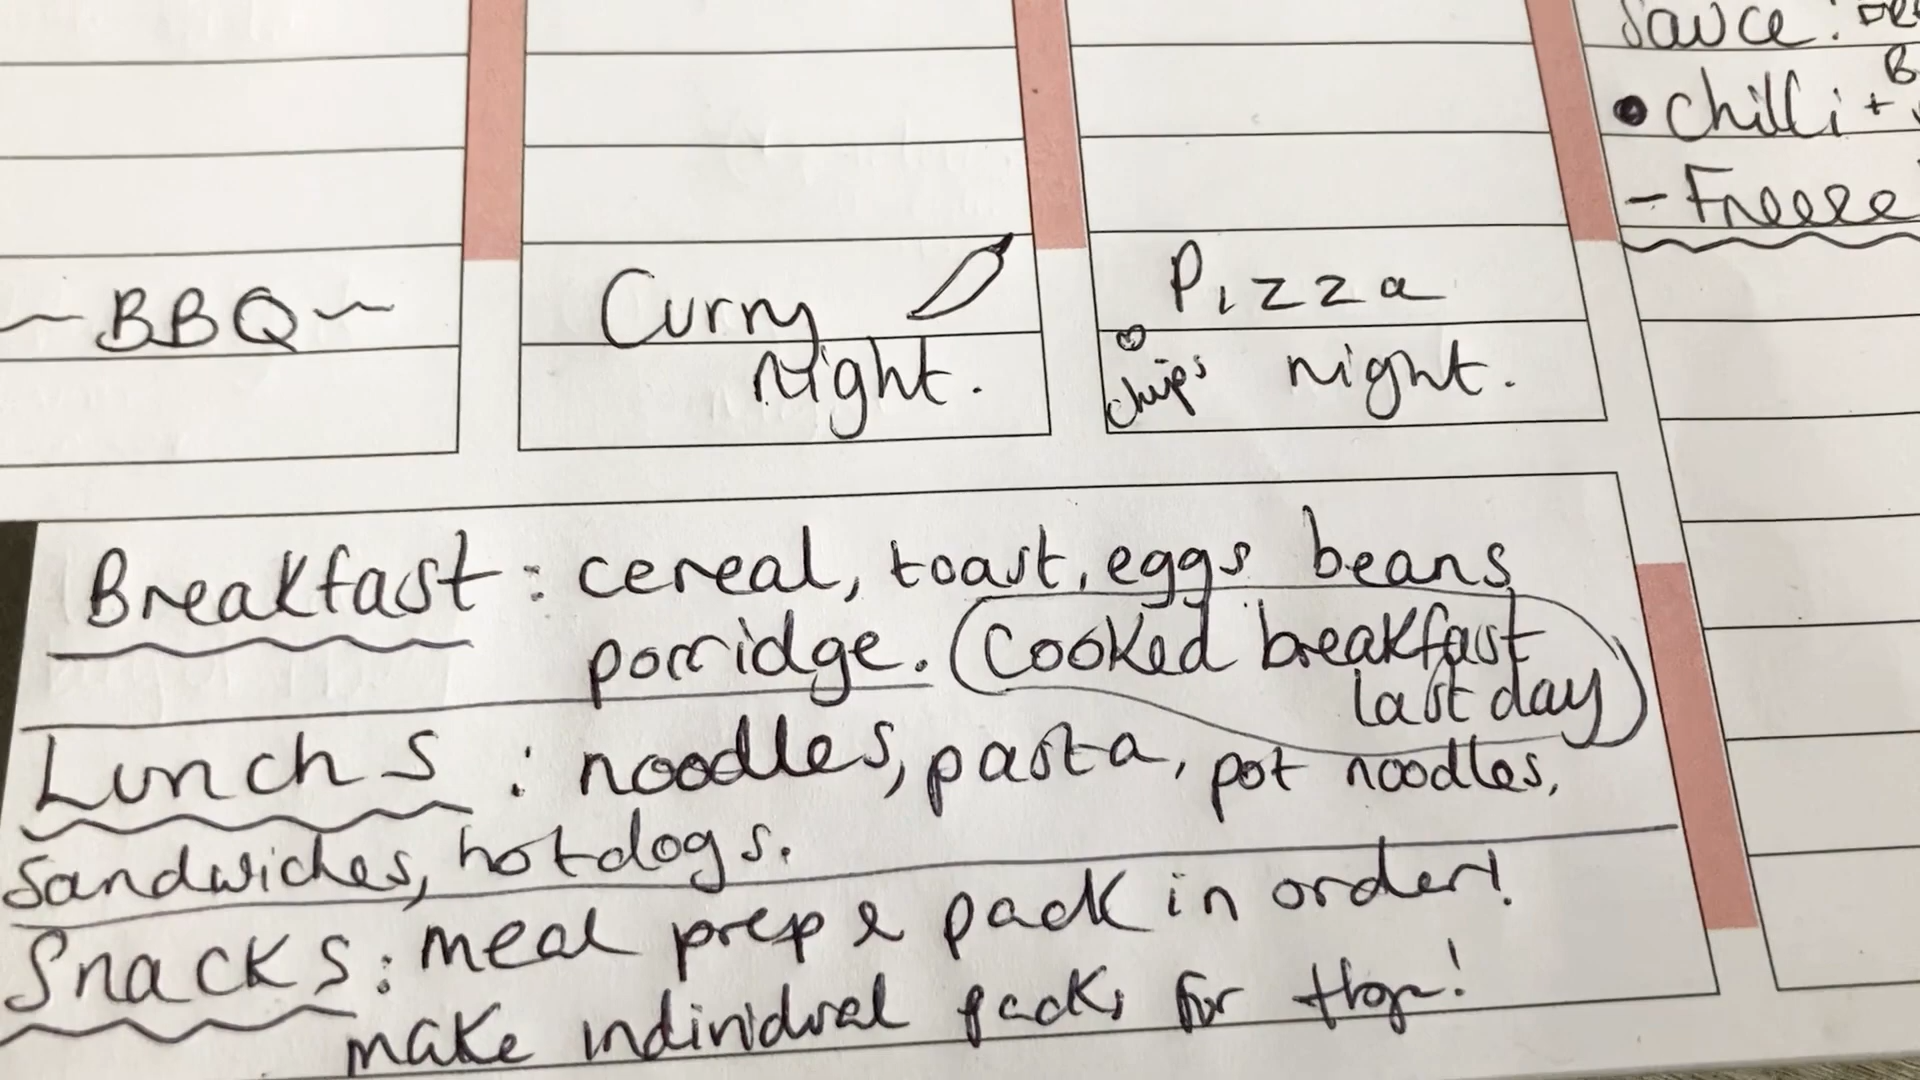 Sauce:
• Chilli +
- Freeze
~ BBQ ~
Curry
night.
Pizza
chips night.
Breakfast: cereal, toast, eggs beans
porridge. (Cooked breakfast
last day)
Lunchs: noodles, pasta, pot noodles,
Sandwiches, hotdogs.
Snacks: meal prep & pack in order!
make individual packs for